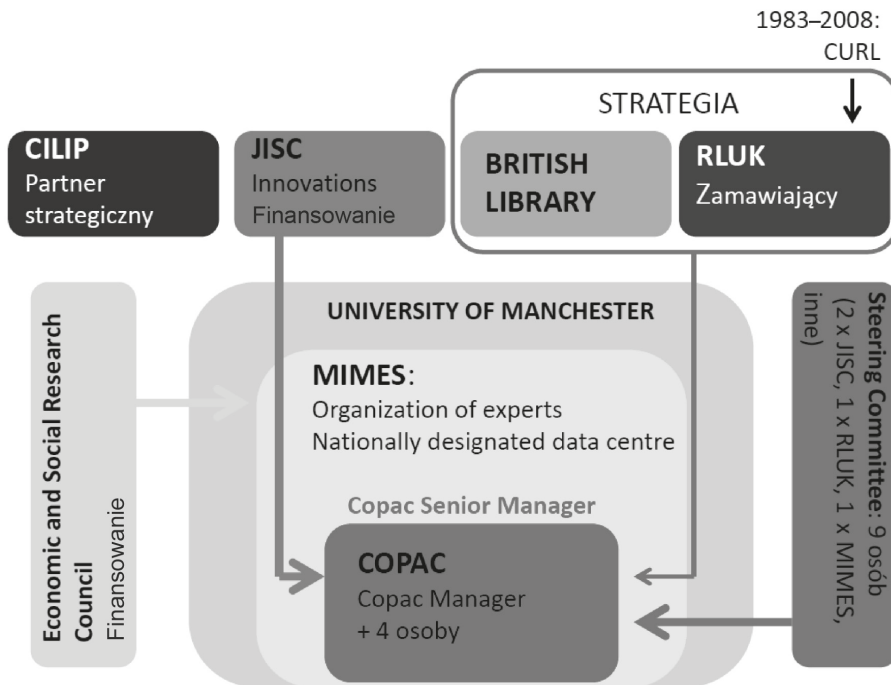 1983–2008:
CURL
STRATEGIA
CILIP
Partner
strategiczny
JISC
Innovations
Finansowanie
BRITISH
LIBRARY
RLUK
Zamawiający
Economic and Social Research
Council
Finansowanie
UNIVERSITY OF MANCHESTER
MIMES:
Organization of experts
Nationally designated data centre
Copac Senior Manager
COPAC
Copac Manager
+ 4 osoby
Steering Committee: 9 osób
(2 x JISC, 1 x RLUK, 1 x MIMES,
inne)